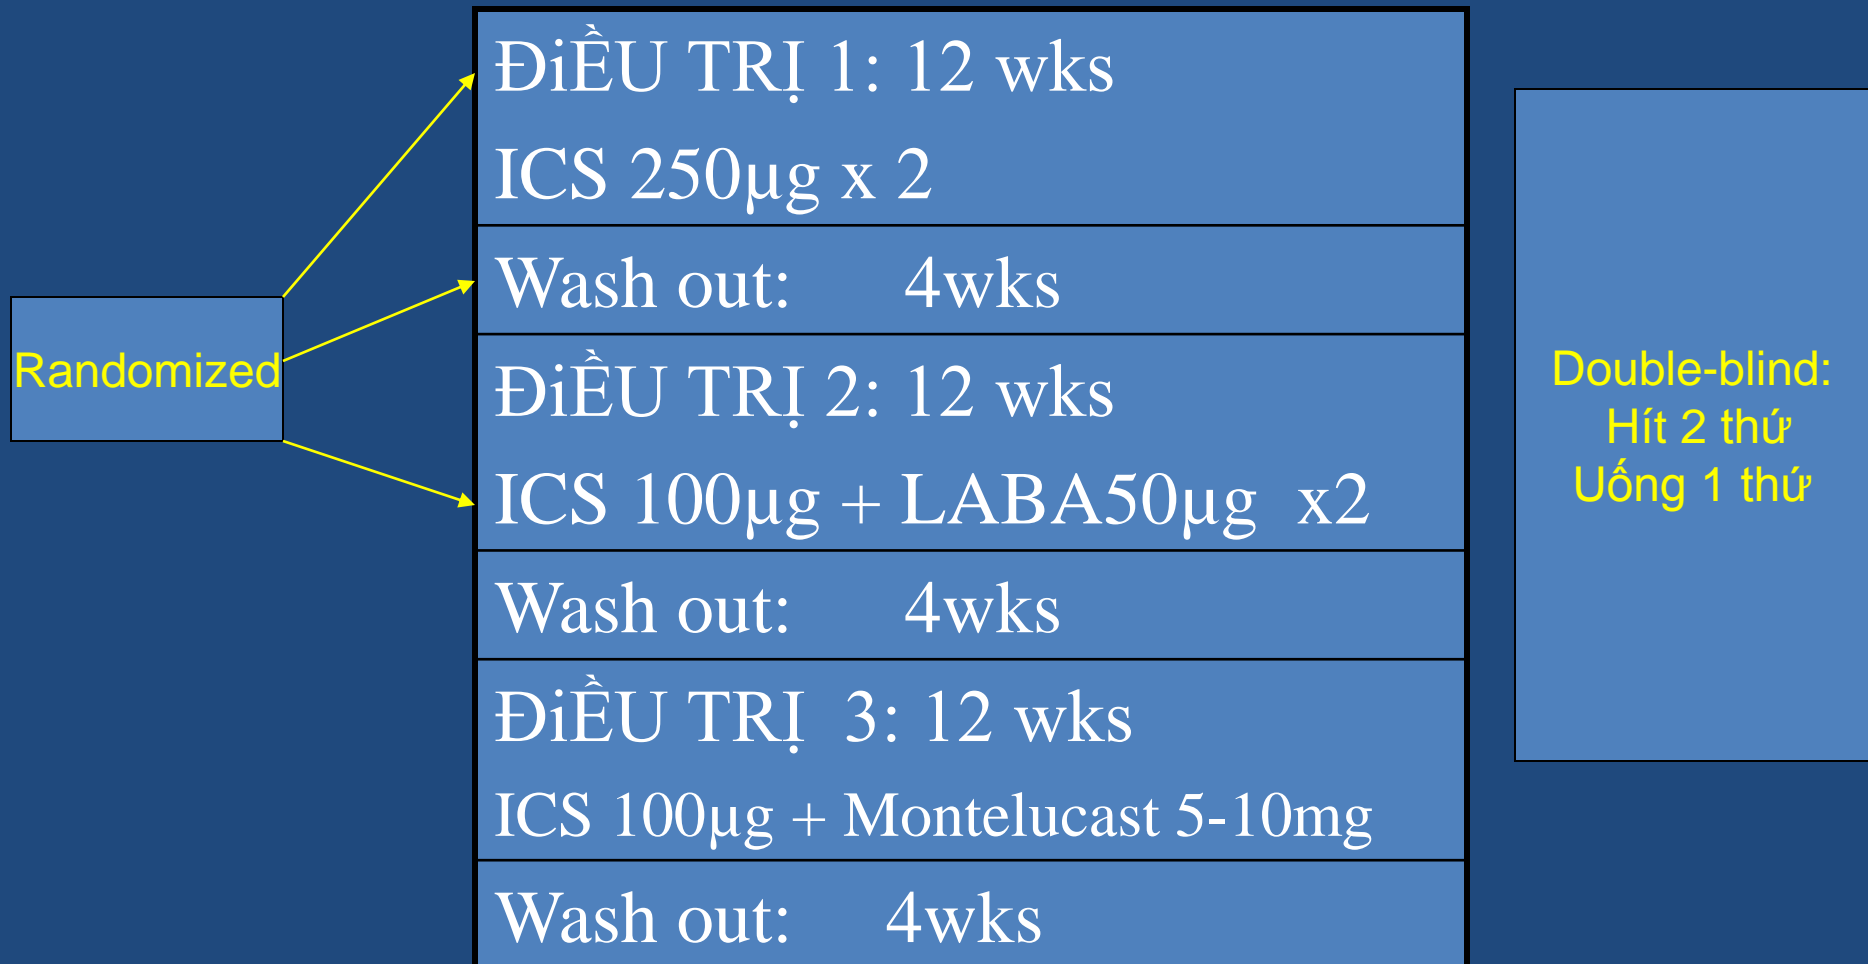 Randomized
ĐiỀU TRỊ 1: 12 wks
ICS 250µg x 2
Wash out: 4wks
ĐiỀU TRỊ 2: 12 wks
ICS 100µg + LABA50µg x2
Wash out: 4wks
ĐiỀU TRỊ 3: 12 wks
ICS 100µg + Montelucast 5-10mg
Wash out: 4wks
Double-blind:
Hít 2 thứ
Uống 1 thứ